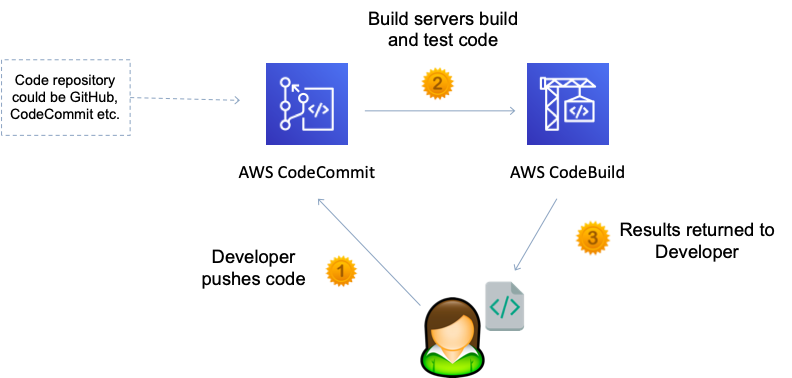 Build servers build
and test code
Code repository
could be GitHub,
CodeCommit etc.
2
</>
</>
AWS CodeCommit
AWS CodeBuild
Developer
pushes code
1
3
Results returned to
Developer
</>